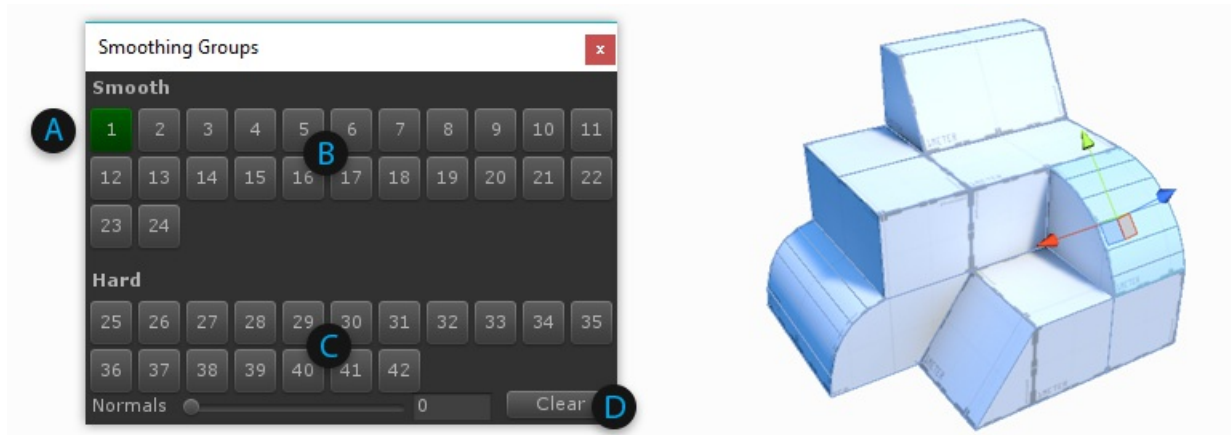 Smoothing Groups x
Smooth
A 1 2 3 4 5 6 7 8 9 10 11
B
12 13 14 15 16 17 18 19 20 21 22
23 24
Hard
25 26 27 28 29 30 31 32 33 34 35
C
36 37 38 39 40 41 42
Normals 0 Clear D